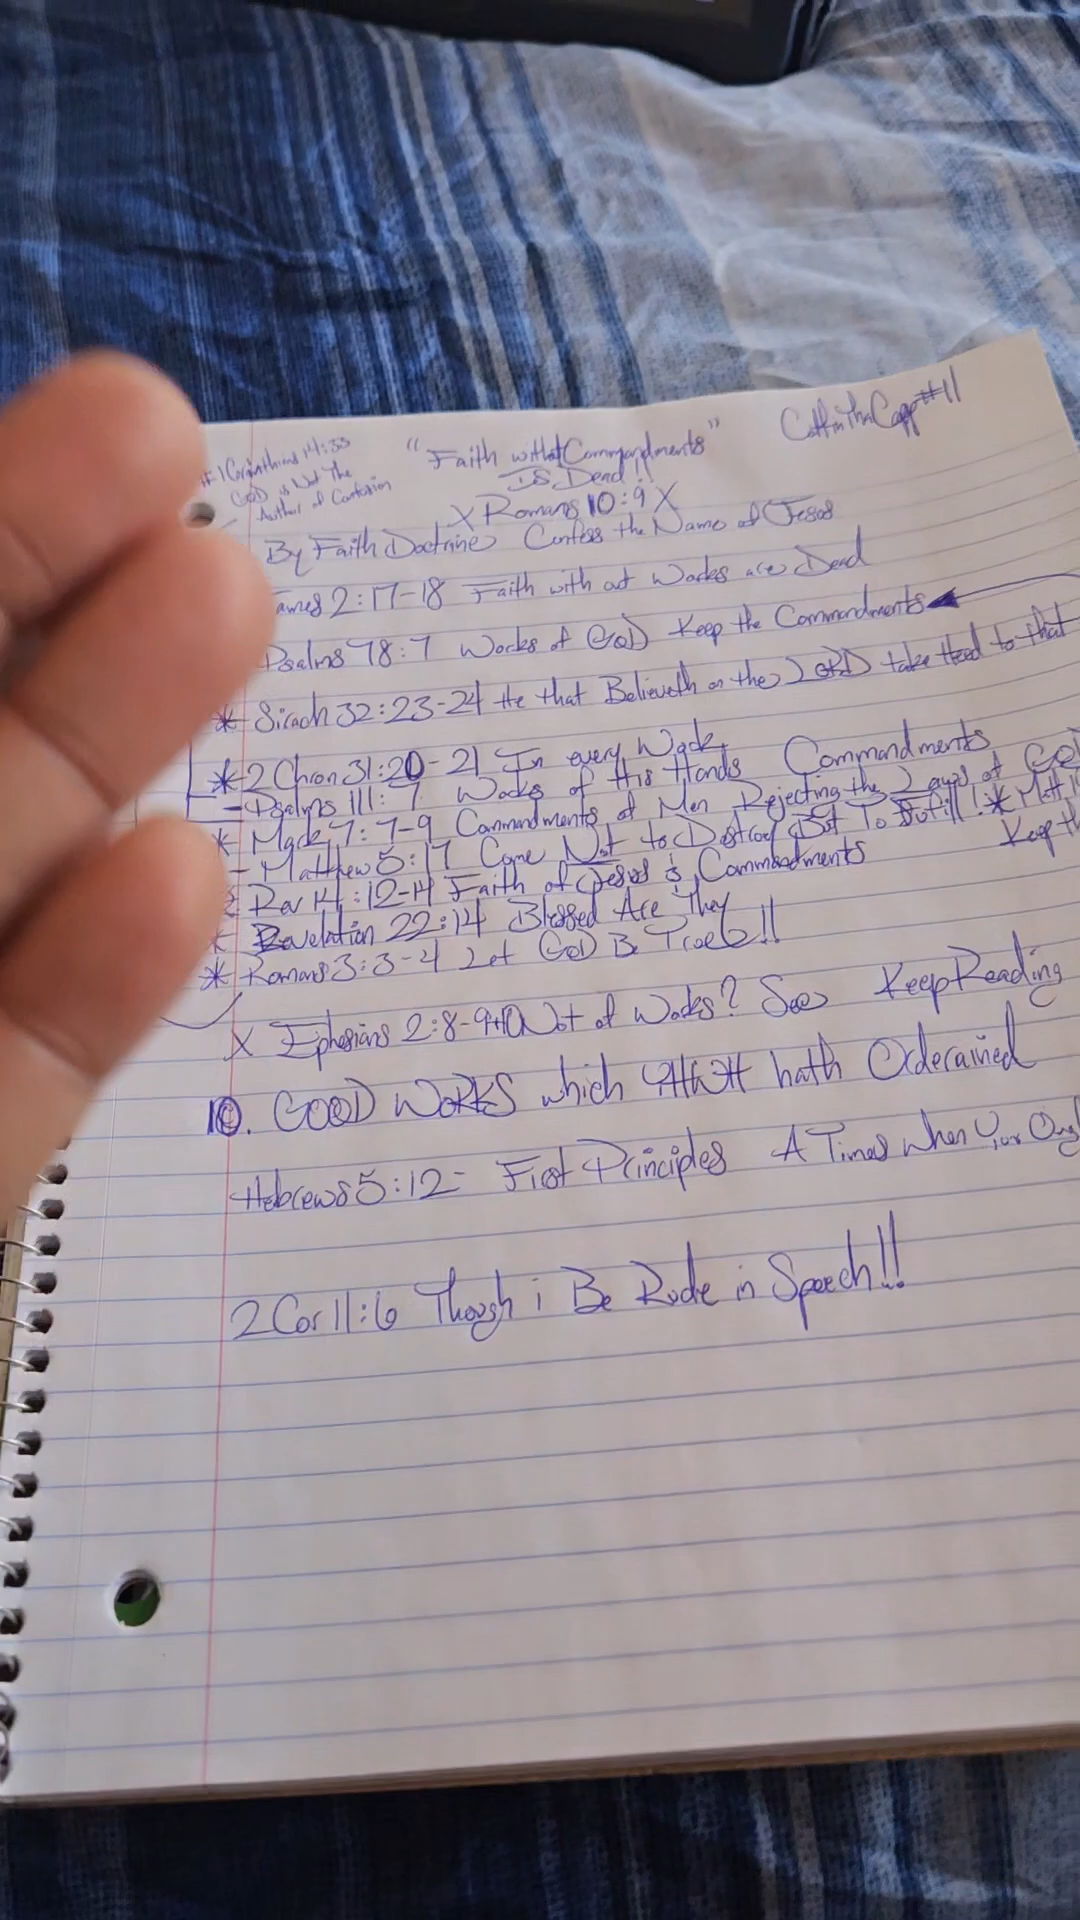 #1 Corinthians 14:33
GOD is Not The
Author of Confusion
"Faith without Commandments"
IS Dead!
CottinThaCapp#11
X Romans 10:9 X
By Faith Doctrine Confess the Name of Jesus
James 2:17-18 Faith with out Works are Dead
Psalms 78:7 Works of GOD Keep the Commandments
* Sirach 32:23-24 He that Believeth on the LORD take Heed to that
* 2 Chron 31:20-21 In every Work
- Psalms 111:7 Works of His Hands Commandments
* Mark 7:7-9 Commandments of Men Rejecting the Laws of GOD
- Matthew 5:17 Come Not to Destroy But To Fulfill! * Matt
Keep th
Rev 14:12-14 Faith of Jesus & Commandments
* Revelation 22:14 Blessed Are They
* Romans 3:3-4 Let GOD Be True!!
X Ephesians 2:8-9+10 Not of Works? See Keep Reading
10. GOOD WORKS which YHWH hath Orderained
Hebrews 5:12- First Principles A Times when Your
2 Cor 11:6 Though i Be Rude in Speech!!